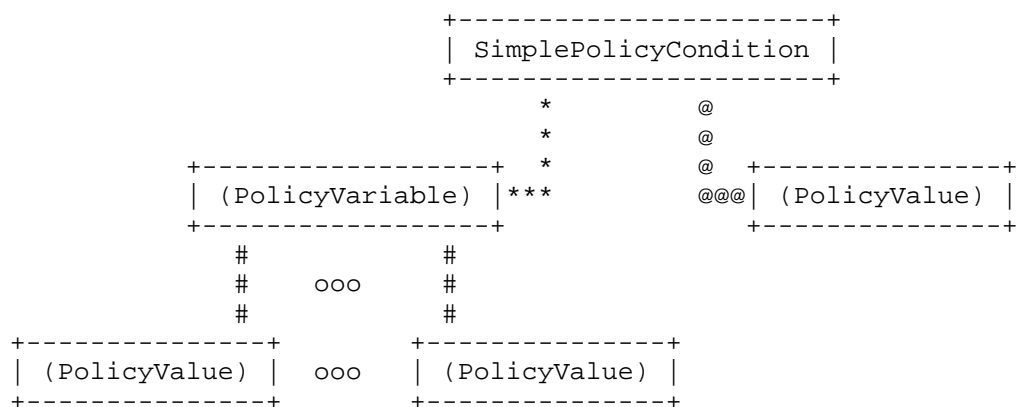 +-----------------------+
                         | SimplePolicyCondition |
                         +-----------------------+
                               *         @
                               *         @
          +------------------+ *         @ +---------------+
          | (PolicyVariable) |***        @@@| (PolicyValue) |
          +------------------+              +---------------+
             #             #
             #    ooo      #
             #             #
+---------------+        +---------------+
| (PolicyValue) |  ooo   | (PolicyValue) |
+---------------+        +---------------+